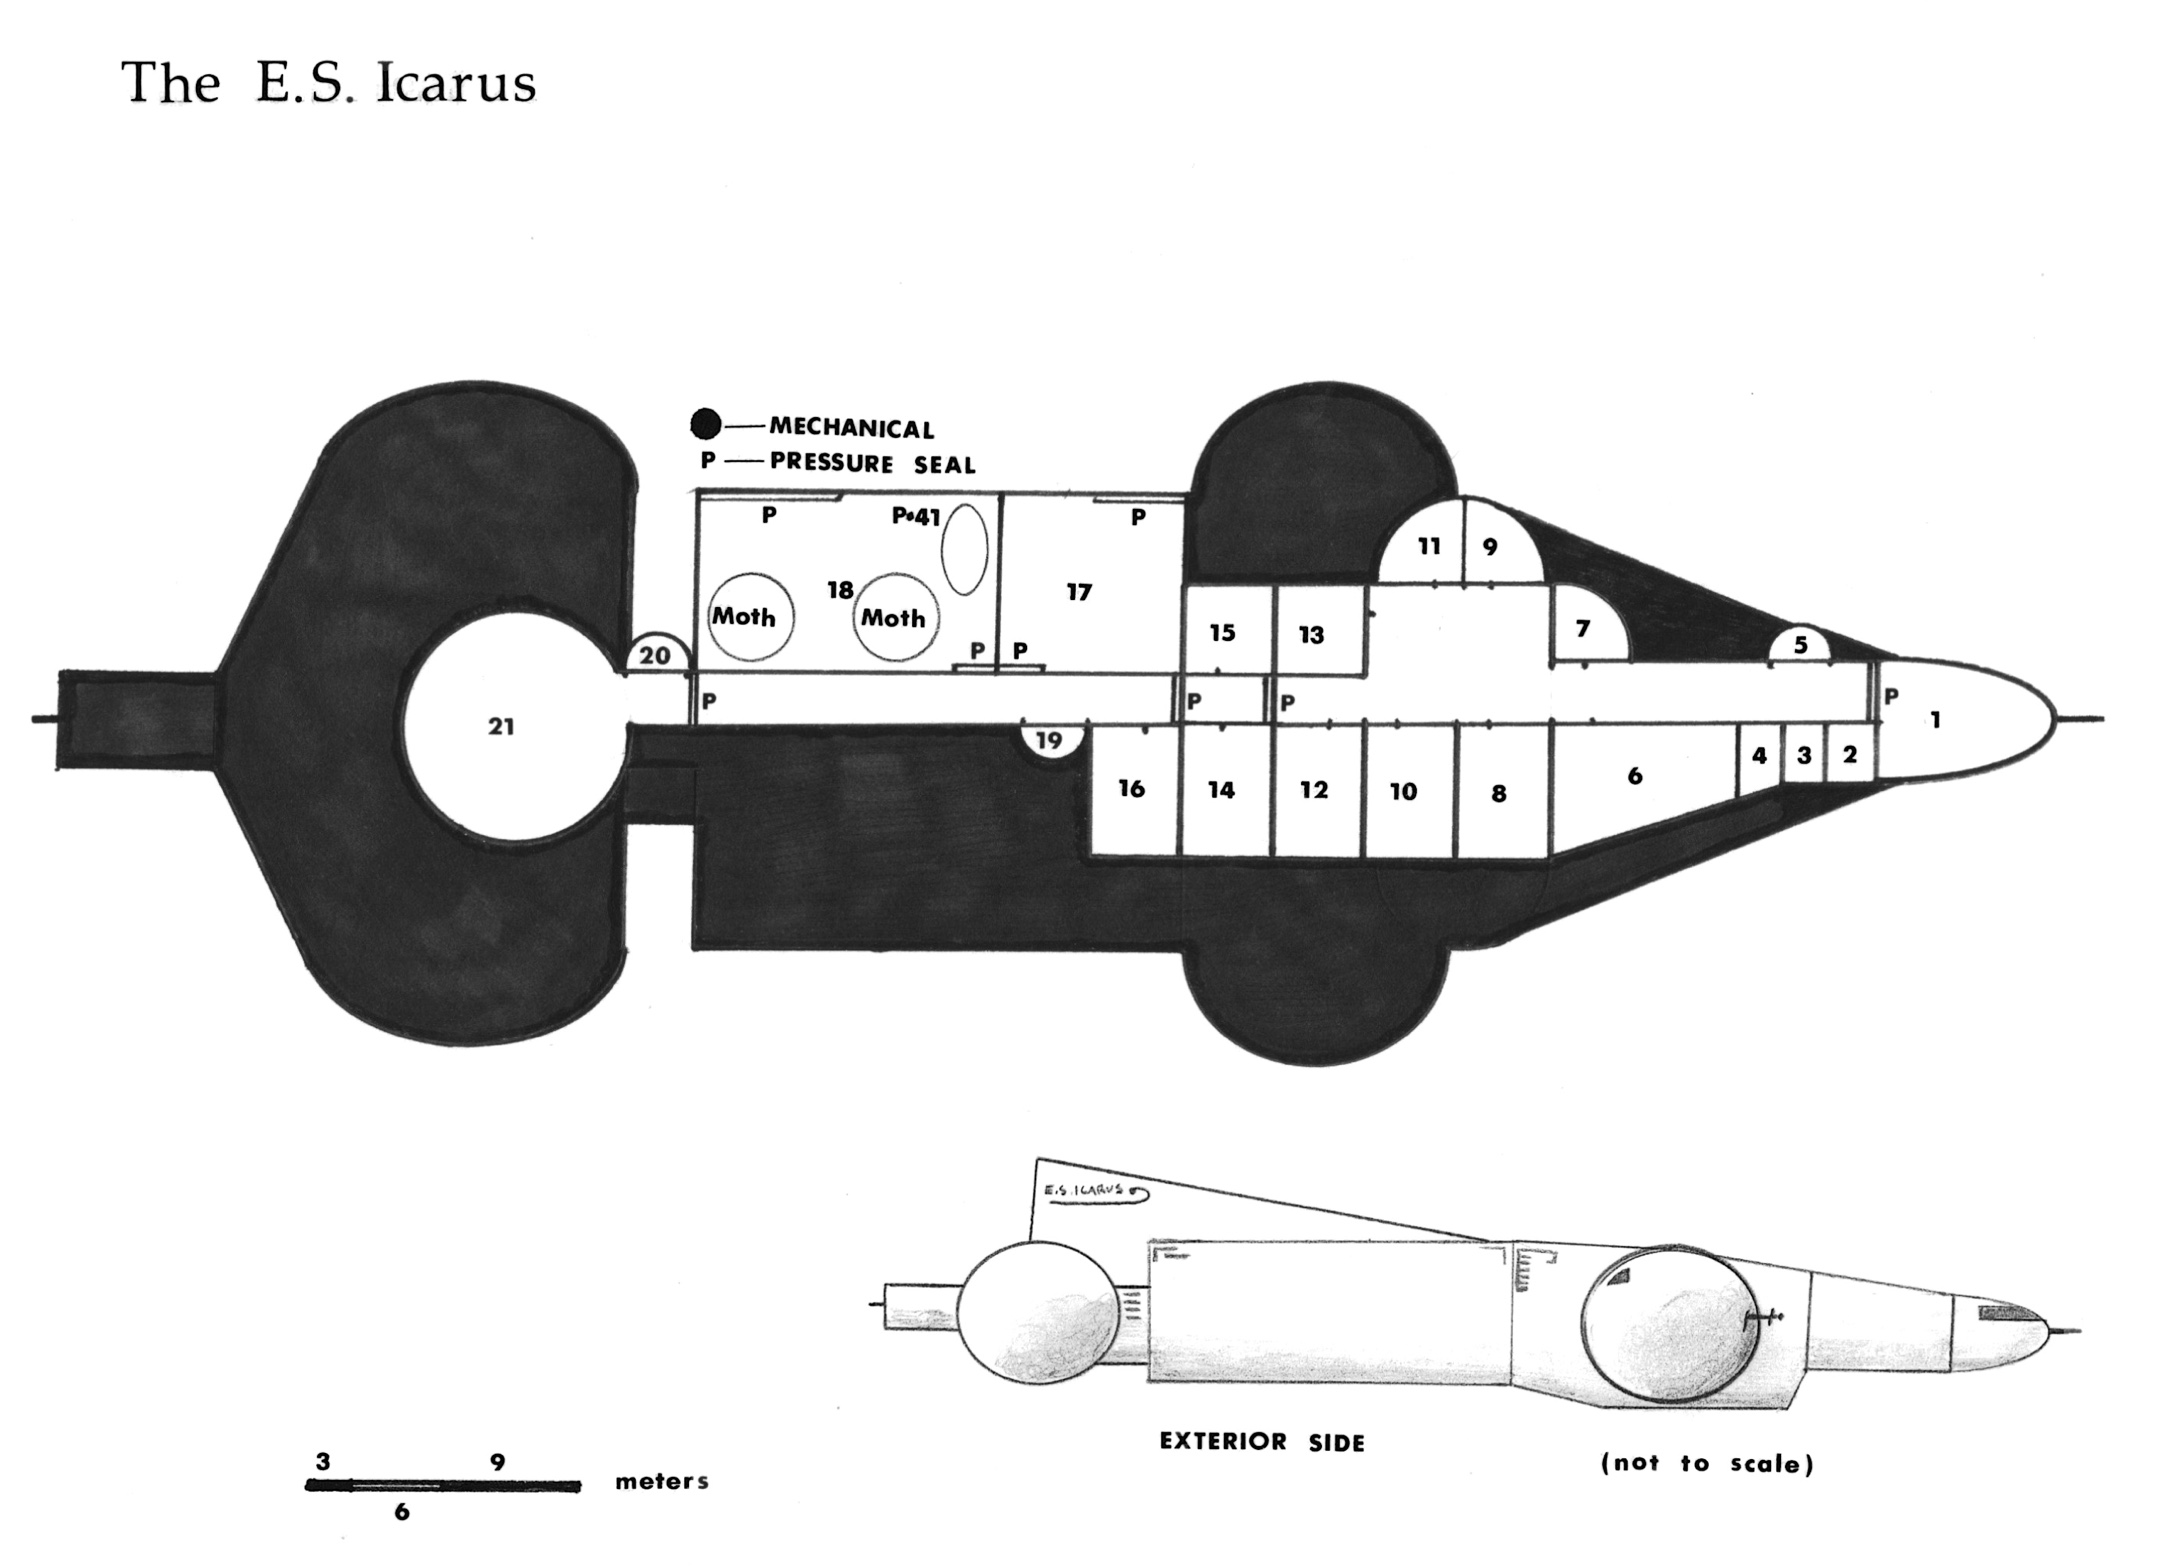 The E.S. Icarus
— MECHANICAL
P — PRESSURE SEAL
P
P•41
P
11
9
18
17
Moth
Moth
15
13
7
5
20
P
P
P
P
P
P
1
21
19
16
14
12
10
8
6
4
3
2
E.S. ICARUS
EXTERIOR SIDE
(not to scale)
3
9
meters
6